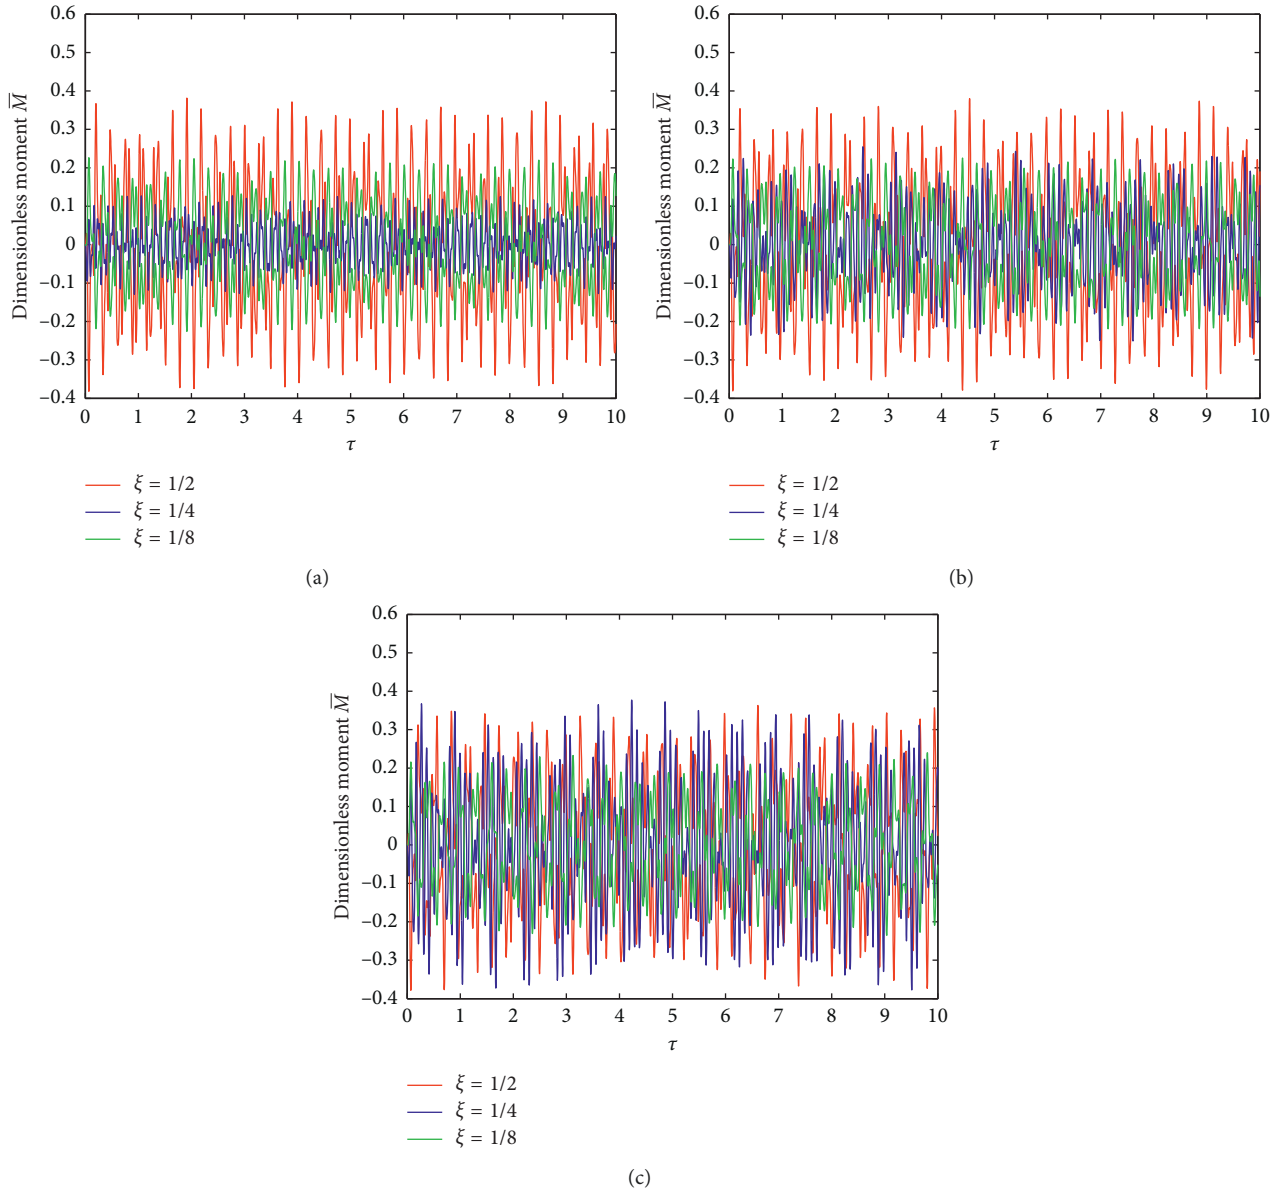 0.6
0.5
0.4
0.3
0.2
0.1
0
−0.1
−0.2
−0.3
−0.4
Dimensionless moment M̅
0 1 2 3 4 5 6 7 8 9 10
τ
ξ = 1/2
ξ = 1/4
ξ = 1/8
(a)
0.6
0.5
0.4
0.3
0.2
0.1
0
−0.1
−0.2
−0.3
−0.4
Dimensionless moment M̅
0 1 2 3 4 5 6 7 8 9 10
τ
ξ = 1/2
ξ = 1/4
ξ = 1/8
(b)
0.6
0.5
0.4
0.3
0.2
0.1
0
−0.1
−0.2
−0.3
−0.4
Dimensionless moment M̅
0 1 2 3 4 5 6 7 8 9 10
τ
ξ = 1/2
ξ = 1/4
ξ = 1/8
(c)